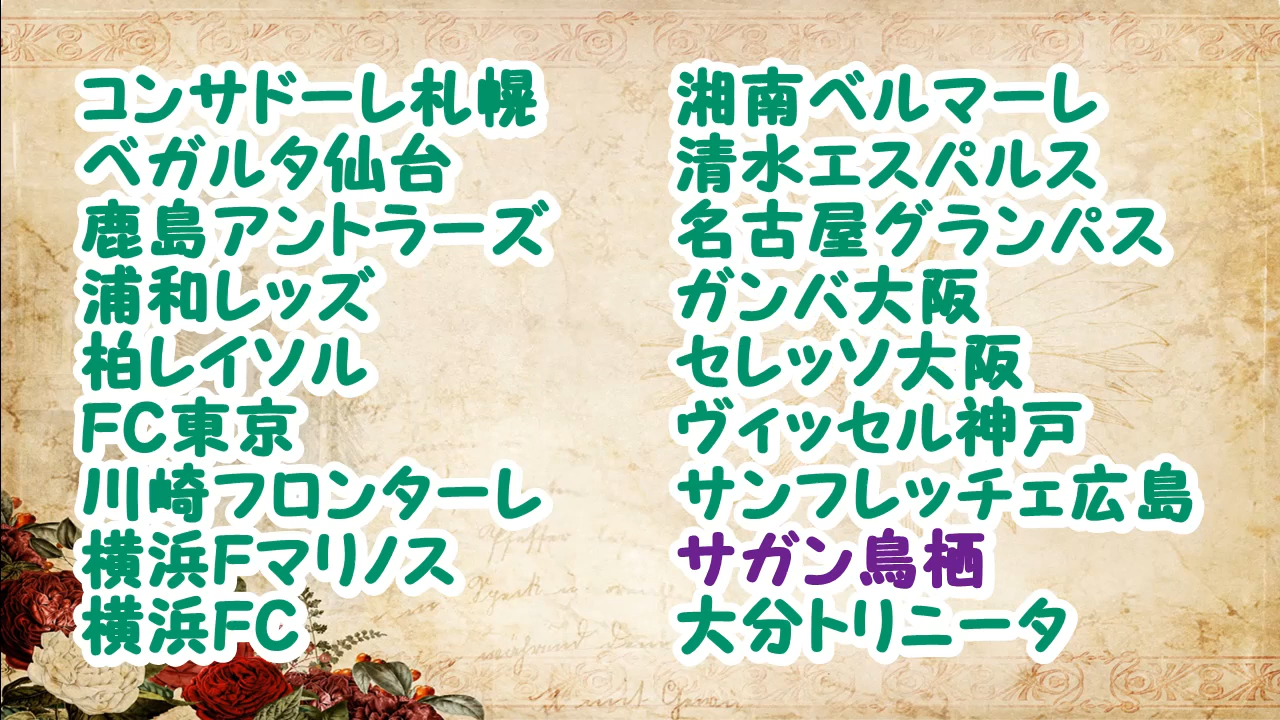 コンサドーレ札幌
ベガルタ仙台
鹿島アントラーズ
浦和レッズ
柏レイソル
FC東京
川崎フロンターレ
横浜Fマリノス
横浜FC
湘南ベルマーレ
清水エスパルス
名古屋グランパス
ガンバ大阪
セレッソ大阪
ヴィッセル神戸
サンフレッチェ広島
サガン鳥栖
大分トリニータ